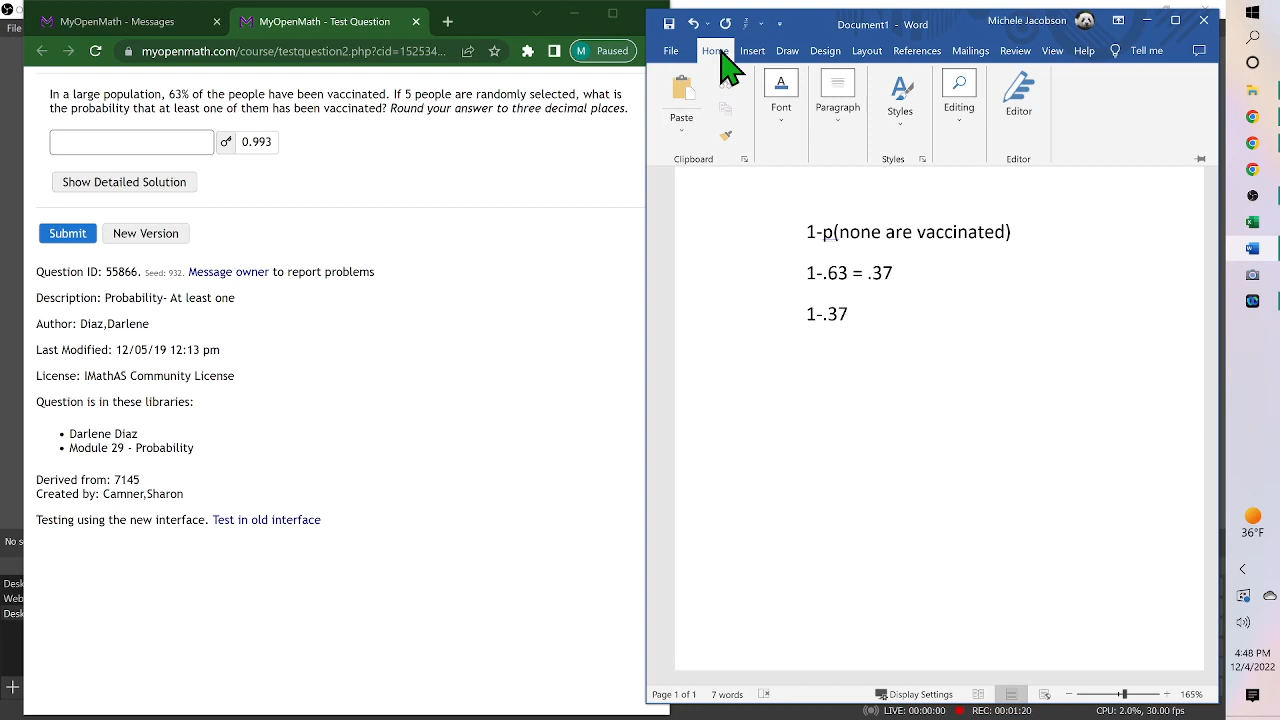 MyOpenMath - Messages
MyOpenMath - Test Question
myopenmath.com/course/testquestion2.php?cid=152534...
M Paused
File
In a large population, 63% of the people have been vaccinated. If 5 people are randomly selected, what is
the probability that at least one of them has been vaccinated? Round your answer to three decimal places.
0.993
Show Detailed Solution
Submit
New Version
Question ID: 55866. Seed: 932. Message owner to report problems
Description: Probability- At least one
Author: Diaz,Darlene
Last Modified: 12/05/19 12:13 pm
License: IMathAS Community License
Question is in these libraries:
• Darlene Diaz
• Module 29 - Probability
Derived from: 7145
Created by: Camner,Sharon
Testing using the new interface. Test in old interface
No s
Desk
Web
Desk
Document1 - Word
Michele Jacobson
File Home Insert Draw Design Layout References Mailings Review View Help Tell me
Paste
Font
Paragraph
Styles
Editing
Editor
Clipboard
Styles
Editor
1-p(none are vaccinated)
1-.63 = .37
1-.37
Page 1 of 1 7 words
Display Settings
165%
LIVE: 00:00:00
REC: 00:01:20
CPU: 2.0%, 30.00 fps
36°F
4:48 PM
12/4/2022